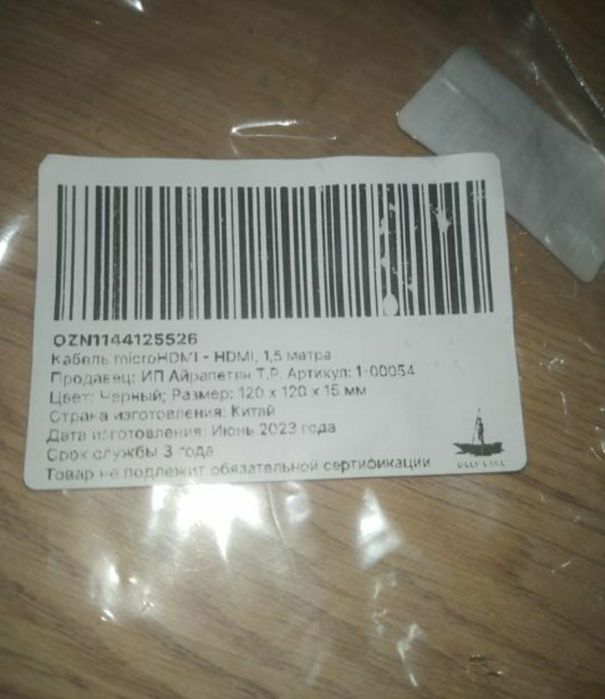 OZN1144125526
Кабель microHDMI - HDMI, 1,5 метра
Продавец: ИП Айрапетян Т.Р. Артикул: 1-00054
Цвет: Черный; Размер: 120 x 120 x 15 мм
Страна изготовления: Китай
Дата изготовления: Июнь 2023 года
Срок службы 3 года
Товар не подлежит обязательной сертификации